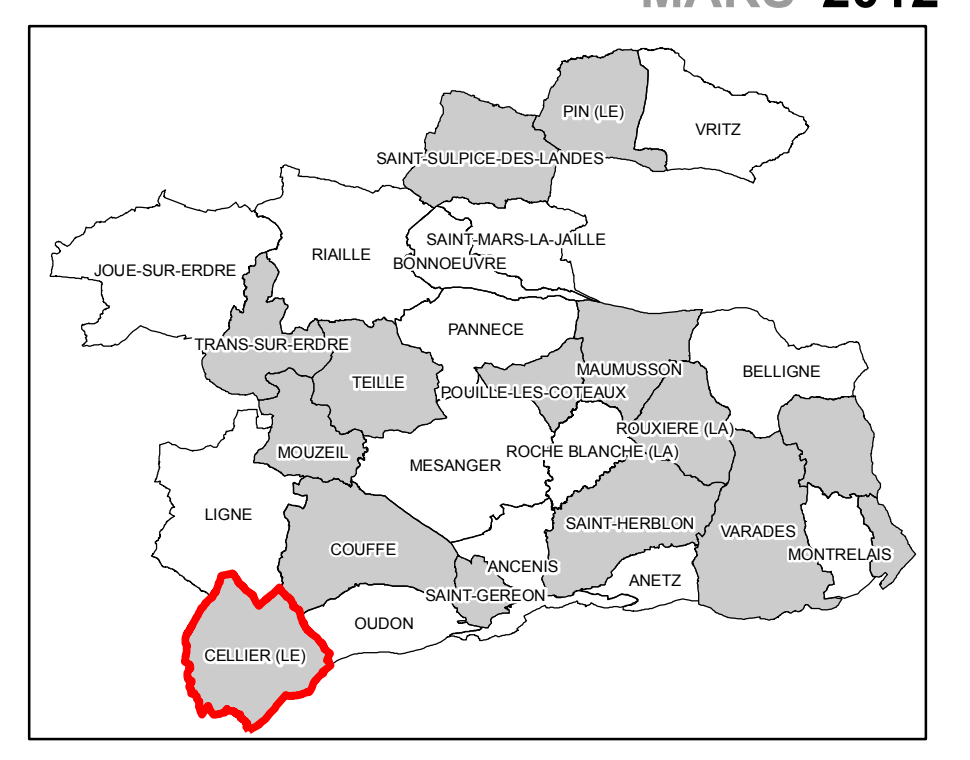 2012
PIN (LE)
VRITZ
SAINT-SULPICE-DES-LANDES
SAINT-MARS-LA-JAILLE
RIAILLE
BONNOEUVRE
JOUE-SUR-ERDRE
PANNECE
TRANS-SUR-ERDRE
MAUMUSSON
BELLIGNE
TEILLE
POUILLE-LES-COTEAUX
ROUXIERE (LA)
MOUZEIL
ROCHE BLANCHE (LA)
MESANGER
LIGNE
SAINT-HERBLON
VARADES
COUFFE
MONTRELAIS
ANCENIS
ANETZ
SAINT-GEREON
OUDON
CELLIER (LE)